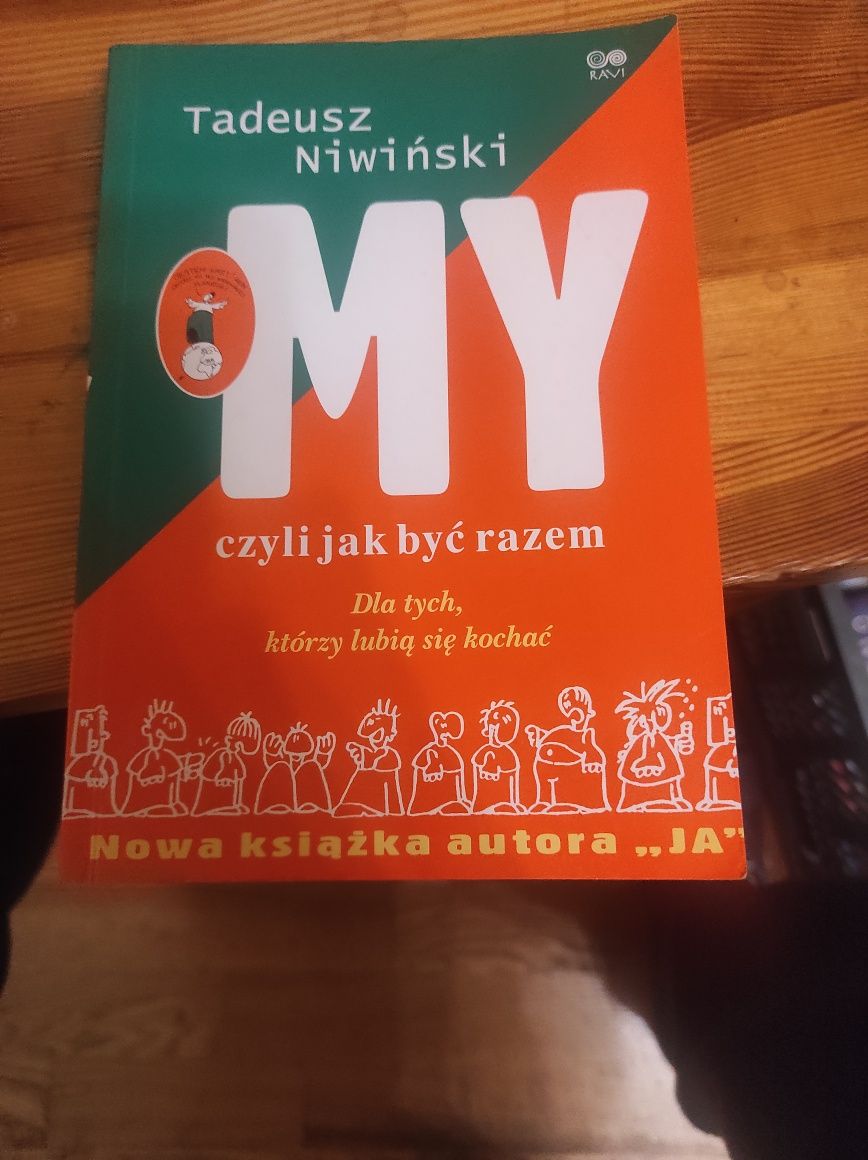 RAVI
Tadeusz
Niwiński
MY
czyli jak być razem
Dla tych,
którzy lubią się kochać
Nowa książka autora „JA”